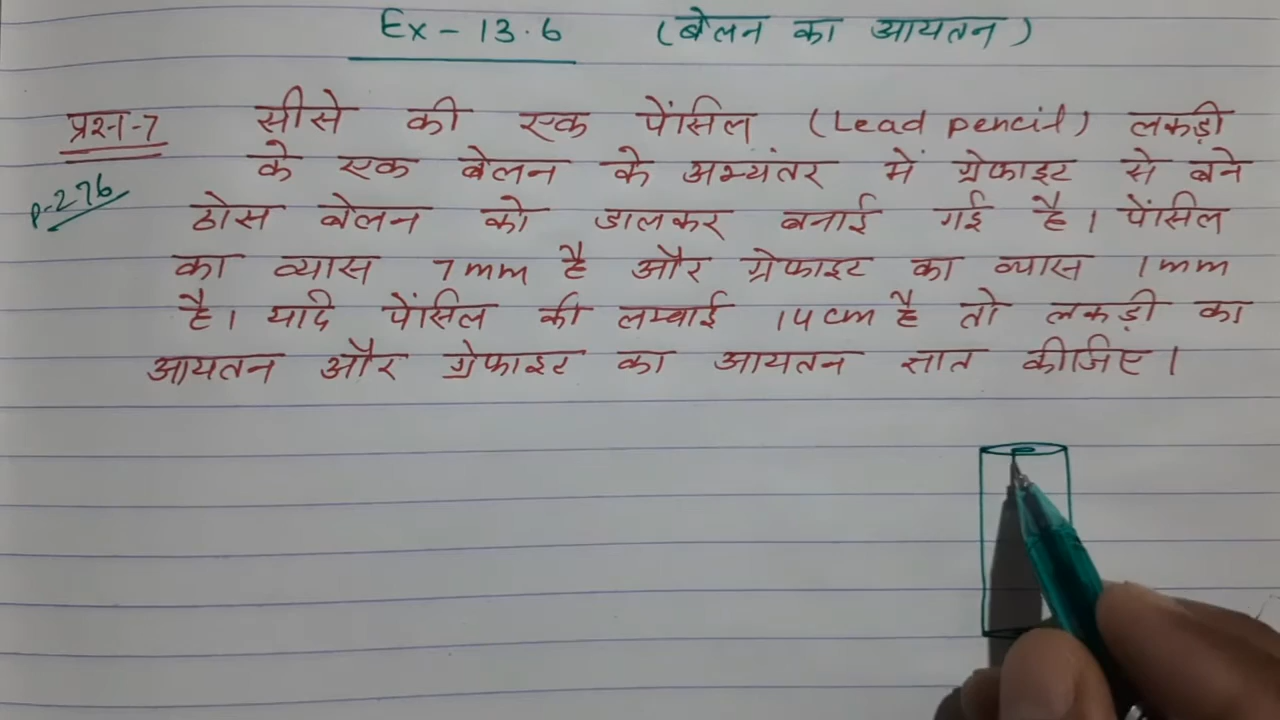 Ex - 13.6 (बेलन का आयतन)
प्रश्न-7 सीसे की एक पेंसिल (Lead pencil) लकड़ी
के एक बेलन के अभ्यंतर में ग्रेफाइट से बने
P-276 ठोस बेलन को डालकर बनाई गई है। पेंसिल
का व्यास 7mm है और ग्रेफाइट का व्यास 1mm
है। यदि पेंसिल की लम्बाई 14cm है तो लकड़ी का
आयतन और ग्रेफाइट का आयतन ज्ञात कीजिए।